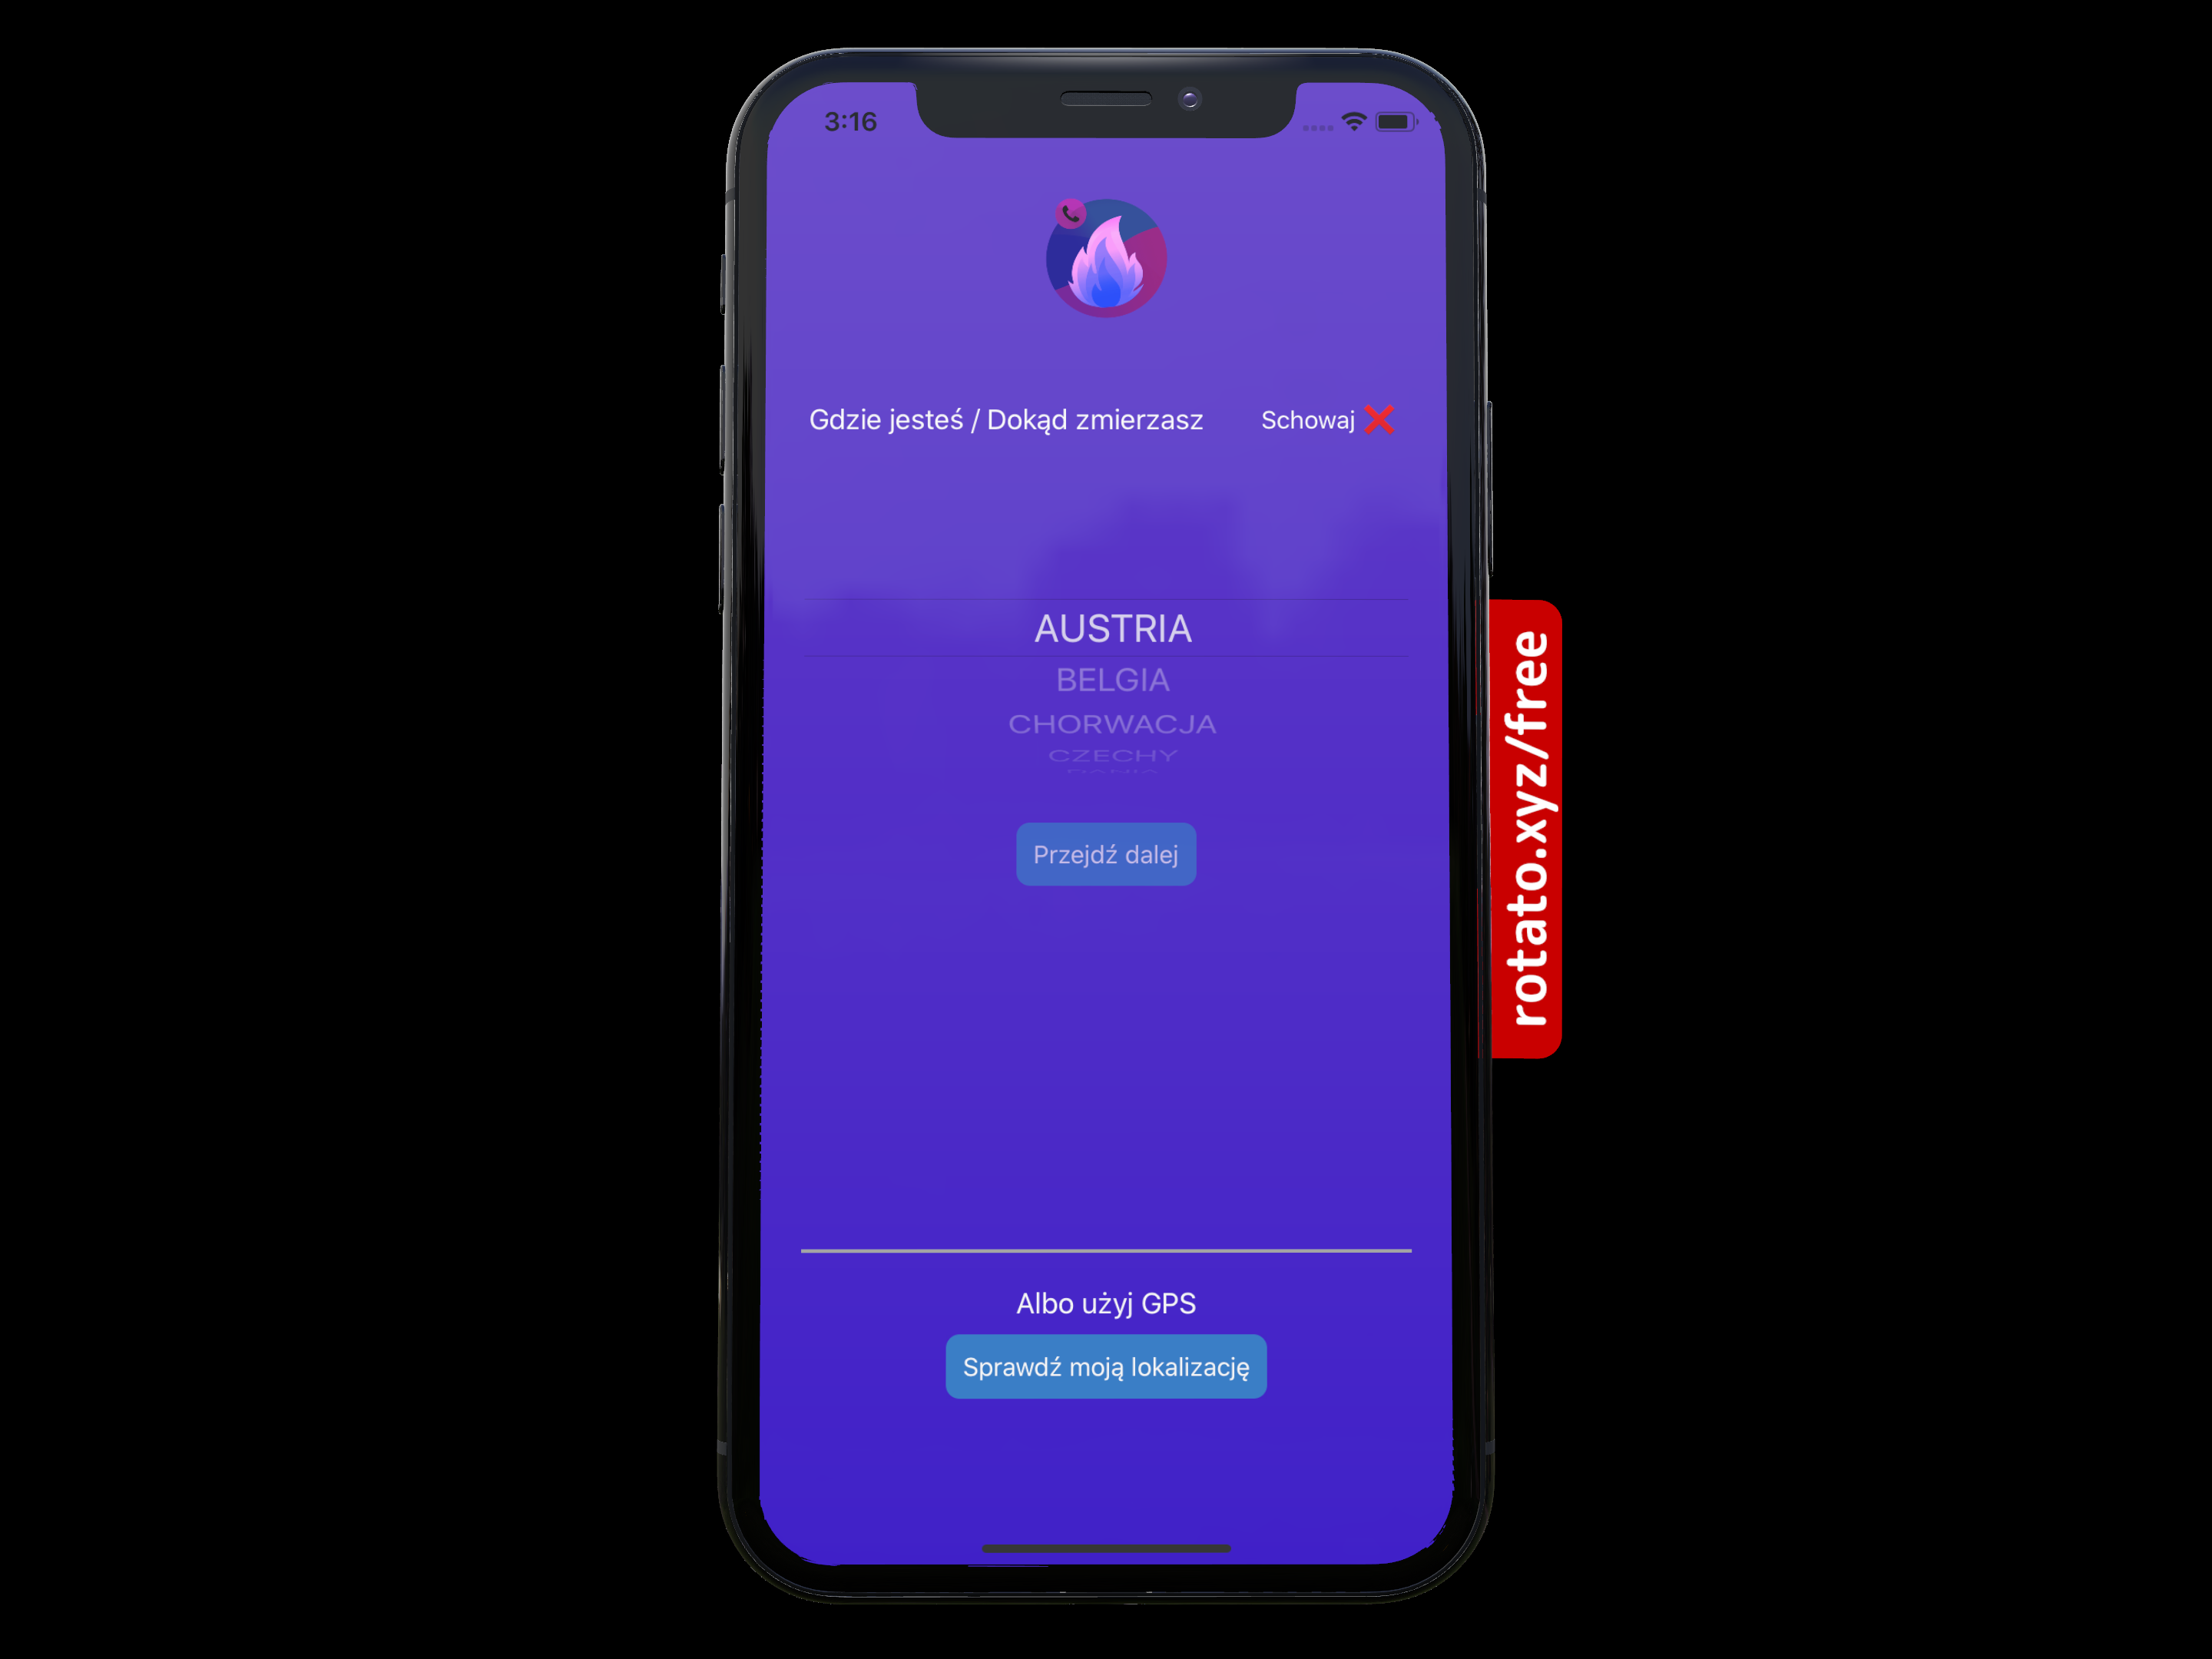 3:16
Gdzie jesteś / Dokąd zmierzasz
Schowaj
AUSTRIA
BELGIA
CHORWACJA
CZECHY
DANIA
Przejdź dalej
Albo użyj GPS
Sprawdź moją lokalizację
rotato.xyz/free